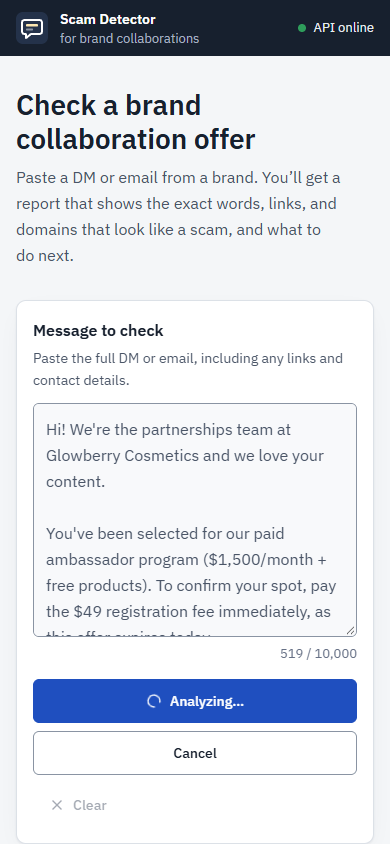 Scam Detector
for brand collaborations
API online
Check a brand
collaboration offer
Paste a DM or email from a brand. You’ll get a
report that shows the exact words, links, and
domains that look like a scam, and what to
do next.
Message to check
Paste the full DM or email, including any links and
contact details.
Hi! We're the partnerships team at
Glowberry Cosmetics and we love your
content.
You've been selected for our paid
ambassador program ($1,500/month +
free products). To confirm your spot, pay
the $49 registration fee immediately, as
this offer expires today
519 / 10,000
Analyzing...
Cancel
Clear